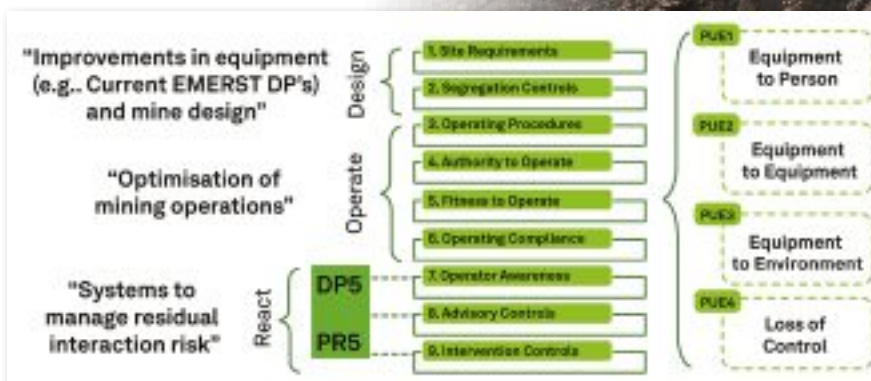 "Improvements in equipment
(e.g.. Current EMERST DP's)
and mine design"
"Optimisation of
mining operations"
"Systems to
manage residual
interaction risk"
Design
Operate
React
DP5
PR5
1. Site Requirements
2. Segregation Controls
3. Operating Procedures
4. Authority to Operate
5. Fitness to Operate
6. Operating Compliance
7. Operator Awareness
8. Advisory Controls
9. Intervention Controls
PUE1
Equipment
to Person
PUE2
Equipment
to Equipment
PUE3
Equipment
to Environment
PUE4
Loss of
Control